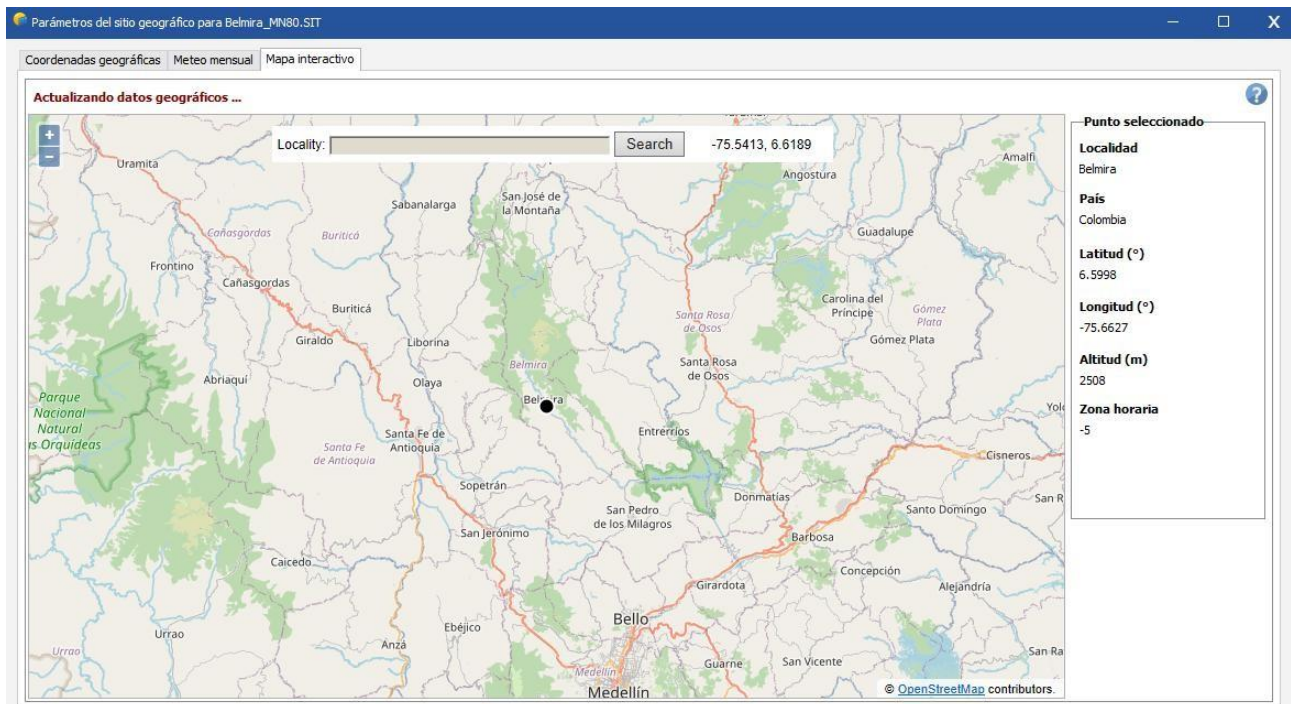 Parámetros del sitio geográfico para Belmira_MN80.SIT
Coordenadas geográficas Meteo mensual Mapa interactivo
Actualizando datos geográficos ...
+
-
Locality: Search -75.5413, 6.6189
Uramita
Amalfi
Angostura
Sabanalarga
San José de
la Montaña
Cañasgordas
Buriticá
Guadalupe
Frontino
Cañasgordas
Buriticá
Carolina del
Príncipe
Gómez
Plata
Santa Rosa
de Osos
Giraldo
Liborina
Gómez Plata
Belmira
Santa Rosa
de Osos
Abriaquí
Olaya
Parque
Nacional
Natural
as Orquídeas
Yolo
Santa Fe
de Antioquia
Santa Fe de
Antioquia
Entrerríos
Cisneros
Sopetrán
Donmatías
San R
San Pedro
de los Milagros
Santo Domingo
San Jerónimo
Barbosa
Caicedo
Concepción
Girardota
Alejandría
Bello
Ebéjico
Urrao
Urrao
Anzá
Guarne
San Vicente
San Ra
Medellín
Medellín
© OpenStreetMap contributors.
Punto seleccionado
Localidad
Belmira
País
Colombia
Latitud (°)
6.5998
Longitud (°)
-75.6627
Altitud (m)
2508
Zona horaria
-5